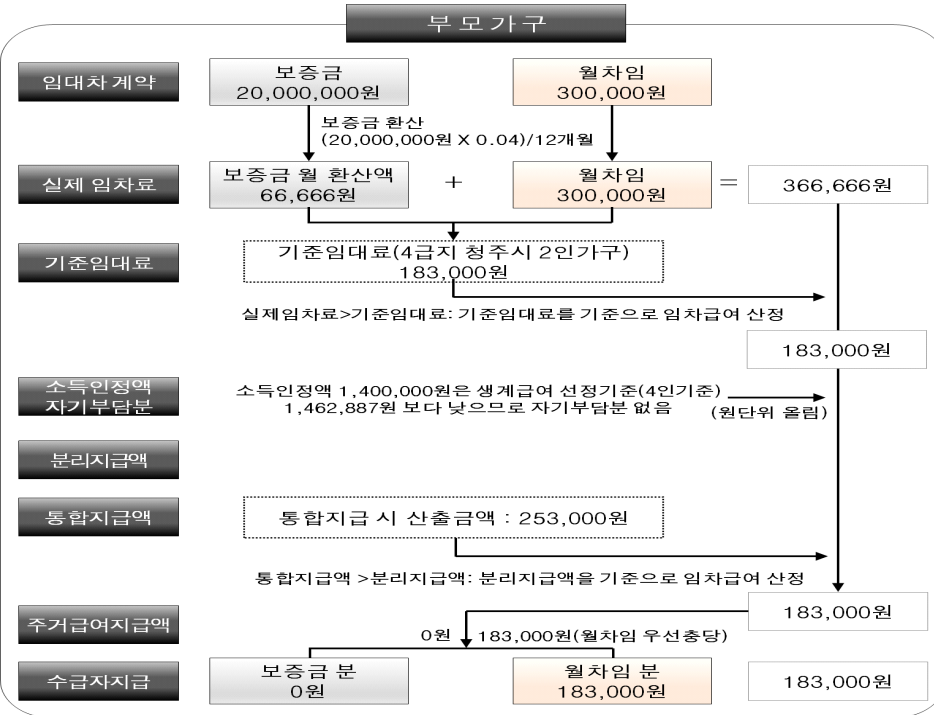 부모가구
임대차 계약
보증금
20,000,000원
월차임
300,000원
보증금 환산
(20,000,000원 X 0.04)/12개월
실제 임차료
보증금 월 환산액
66,666원
+
월차임
300,000원
=
366,666원
기준임대료
기준임대료(4급지 청주시 2인가구)
183,000원
실제임차료>기준임대료: 기준임대료를 기준으로 임차급여 산정
183,000원
소득인정액
자기부담분
소득인정액 1,400,000원은 생계급여 선정기준(4인기준)
1,462,887원 보다 낮으므로 자기부담분 없음
(원단위 올림)
분리지급액
통합지급액
통합지급 시 산출금액 : 253,000원
통합지급액 >분리지급액: 분리지급액을 기준으로 임차급여 산정
주거급여지급액
183,000원
0원
183,000원(월차임 우선충당)
수급자지급
보증금 분
0원
월차임 분
183,000원
183,000원